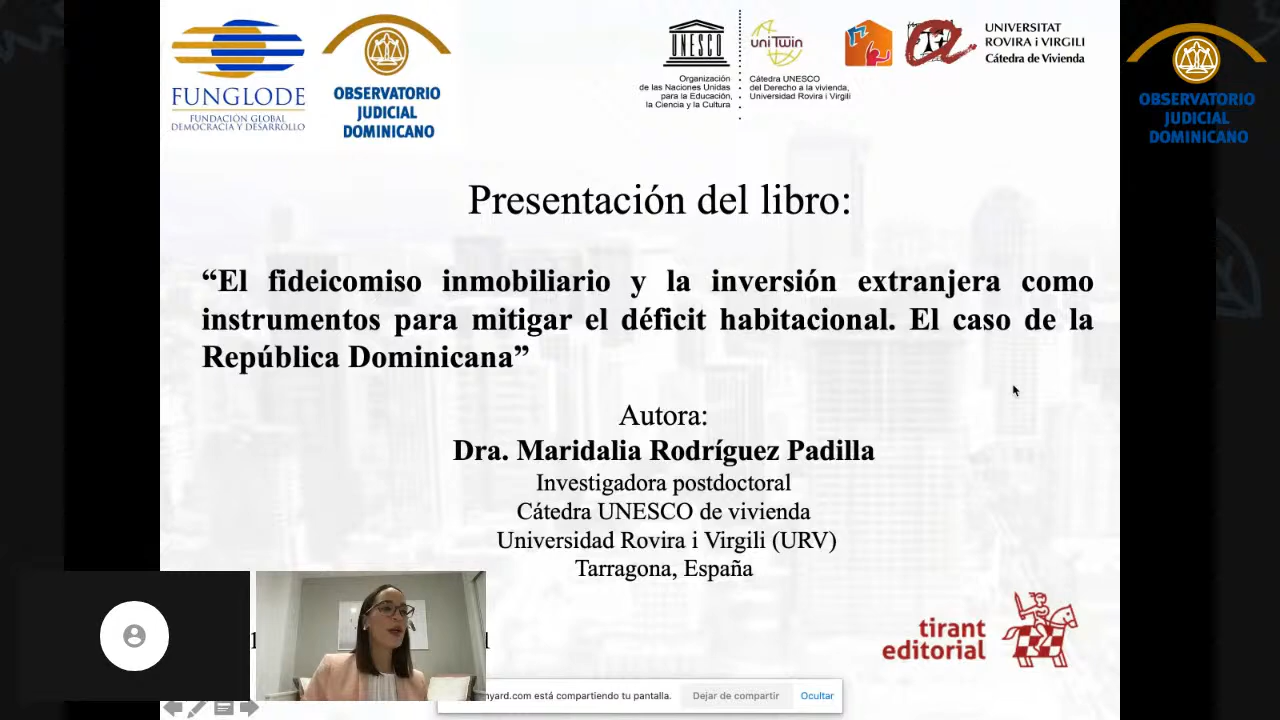 FUNGLODE
FUNDACIÓN GLOBAL
DEMOCRACIA Y DESARROLLO
OBSERVATORIO
JUDICIAL
DOMINICANO
UNESCO
Organización
de las Naciones Unidas
para la Educación,
la Ciencia y la Cultura
uniTwin
Cátedra UNESCO
del Derecho a la vivienda,
Universidad Rovira i Virgili
UNIVERSITAT
ROVIRA i VIRGILI
Cátedra de Vivienda
OBSERVATORIO
JUDICIAL
DOMINICANO
Presentación del libro:
“El fideicomiso inmobiliario y la inversión extranjera como
instrumentos para mitigar el déficit habitacional. El caso de la
República Dominicana”
Autora:
Dra. Maridalia Rodríguez Padilla
Investigadora postdoctoral
Cátedra UNESCO de vivienda
Universidad Rovira i Virgili (URV)
Tarragona, España
tirant
editorial
nyard.com está compartiendo tu pantalla.
Dejar de compartir
Ocultar